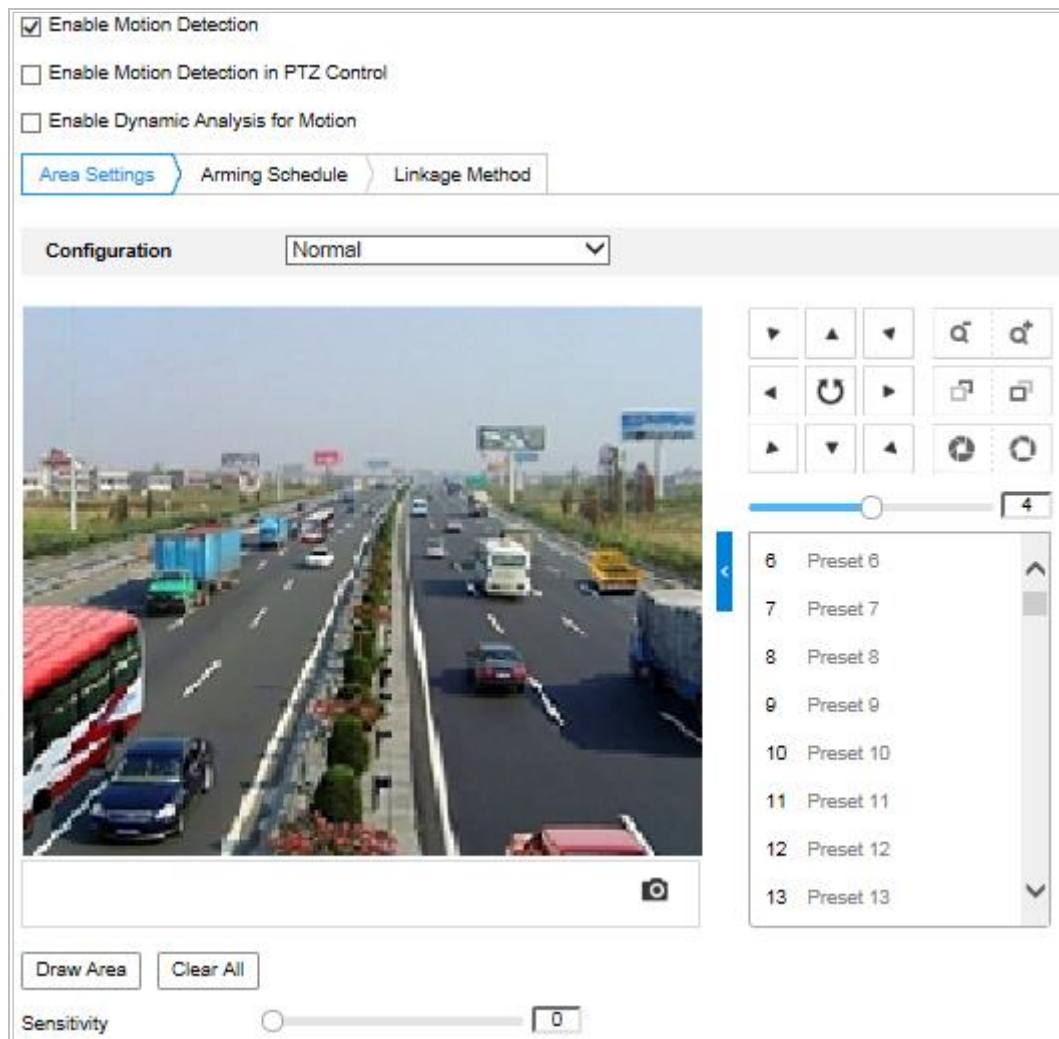 Enable Motion Detection
Enable Motion Detection in PTZ Control
Enable Dynamic Analysis for Motion
Area Settings Arming Schedule Linkage Method
Configuration Normal
4
6 Preset 6
7 Preset 7
8 Preset 8
9 Preset 9
10 Preset 10
11 Preset 11
12 Preset 12
13 Preset 13
Draw Area Clear All
Sensitivity 0